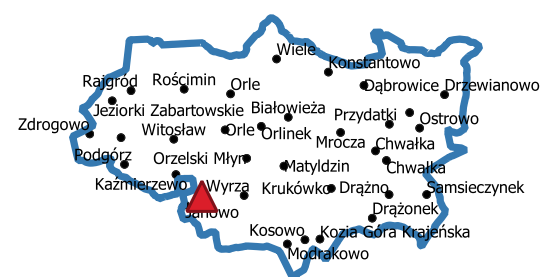 Wiele
Konstantowo
Rajgród
Rościmin
Orle
Dąbrowice
Drzewianowo
Jeziorki Zabartowskie
Białowieża
Przydatki
Ostrowo
Zdrogowo
Witosław
Orle
Orlinek
Mrocza
Chwałka
Podgórz
Orzelski Młyn
Matyldzin
Chwałka
Kaźmierzewo
Wyrza
Krukówko
Drążno
Samsieczynek
Janowo
Drążonek
Kosowo
Kozia Góra Krajeńska
Modrakowo